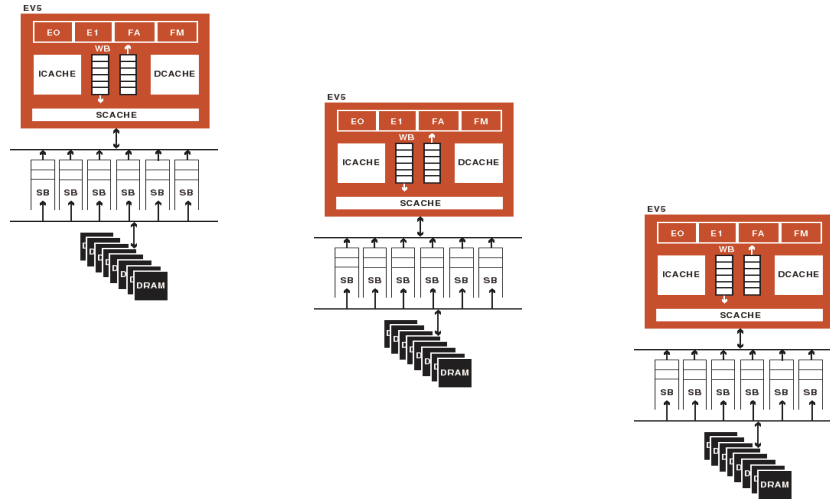 EV5
EO E1 FA FM
WB
ICACHE DCACHE
SCACHE
SB SB SB SB SB SB
D D D D D D D DRAM
EV5
EO E1 FA FM
WB
ICACHE DCACHE
SCACHE
SB SB SB SB SB SB
D D D D D D D DRAM
EV5
EO E1 FA FM
WB
ICACHE DCACHE
SCACHE
SB SB SB SB SB SB
D D D D D D D DRAM